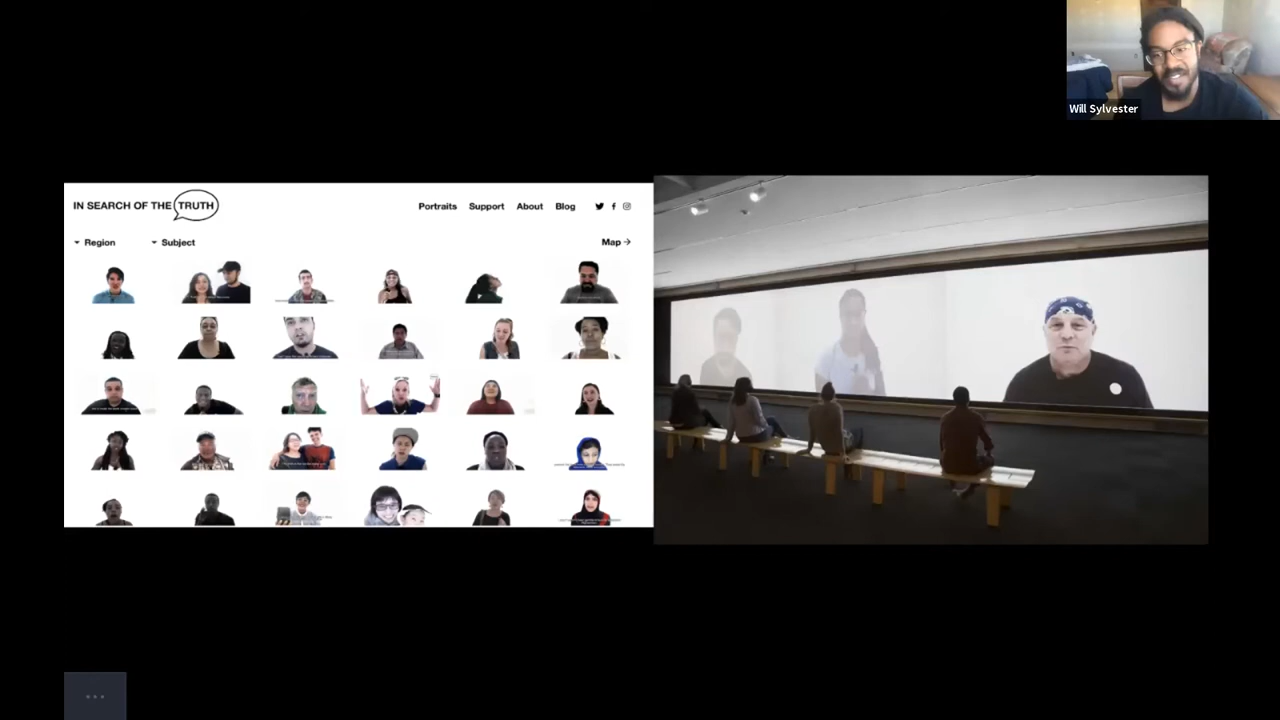 Will Sylvester
IN SEARCH OF THE TRUTH
Portraits Support About Blog
Region Subject Map